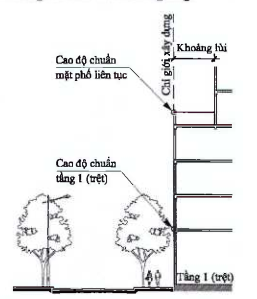 Chỉ giới xây dựng
Khoảng lùi
Cao độ chuẩn
mặt phố liên tục
Cao độ chuẩn
tầng 1 (trệt)
Tầng 1 (trệt)